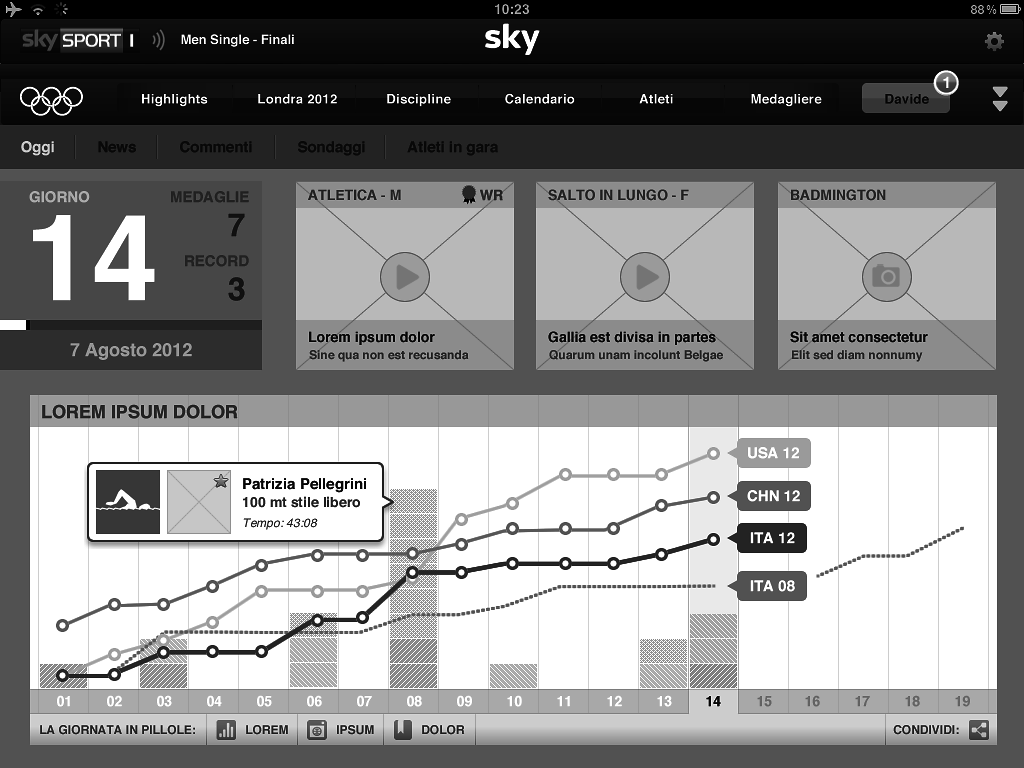 10:23
88 %
sky SPORT 1
Men Single - Finali
sky
Highlights
Londra 2012
Discipline
Calendario
Atleti
Medagliere
Davide
1
Oggi
News
Commenti
Sondaggi
Atleti in gara
GIORNO
14
MEDAGLIE
7
RECORD
3
7 Agosto 2012
ATLETICA - M
WR
Lorem ipsum dolor
Sine qua non est recusanda
SALTO IN LUNGO - F
Gallia est divisa in partes
Quarum unam incolunt Belgae
BADMINGTON
Sit amet consectetur
Elit sed diam nonnumy
LOREM IPSUM DOLOR
Patrizia Pellegrini
100 mt stile libero
Tempo: 43:08
USA 12
CHN 12
ITA 12
ITA 08
01 02 03 04 05 06 07 08 09 10 11 12 13 14 15 16 17 18 19
LA GIORNATA IN PILLOLE:
LOREM
IPSUM
DOLOR
CONDIVIDI: